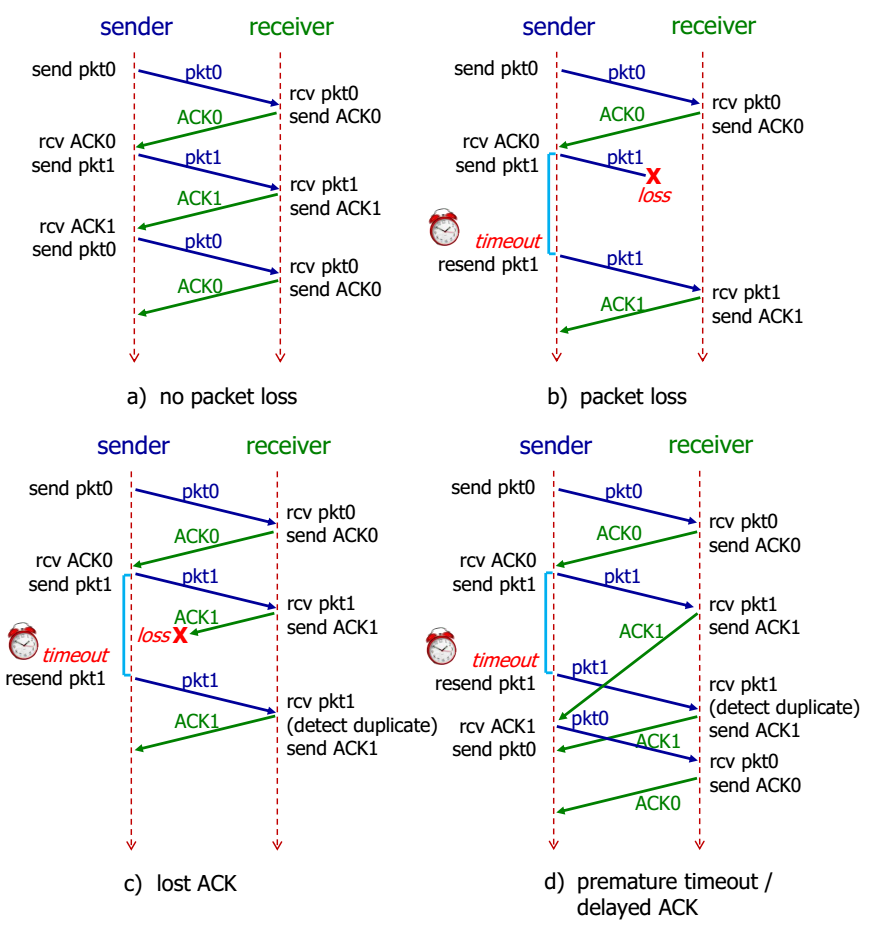 sender
receiver
send pkt0
pkt0
rcv pkt0
send ACK0
ACK0
rcv ACK0
send pkt1
pkt1
rcv pkt1
send ACK1
ACK1
rcv ACK1
send pkt0
pkt0
rcv pkt0
send ACK0
ACK0
a) no packet loss
sender
receiver
send pkt0
pkt0
rcv pkt0
send ACK0
ACK0
rcv ACK0
send pkt1
pkt1
X
loss
timeout
resend pkt1
pkt1
rcv pkt1
send ACK1
ACK1
b) packet loss
sender
receiver
send pkt0
pkt0
rcv pkt0
send ACK0
ACK0
rcv ACK0
send pkt1
pkt1
rcv pkt1
send ACK1
ACK1
loss X
timeout
resend pkt1
pkt1
rcv pkt1
(detect duplicate)
send ACK1
ACK1
c) lost ACK
sender
receiver
send pkt0
pkt0
rcv pkt0
send ACK0
ACK0
rcv ACK0
send pkt1
pkt1
rcv pkt1
send ACK1
ACK1
timeout
resend pkt1
pkt1
rcv pkt1
(detect duplicate)
send ACK1
rcv ACK1
send pkt0
pkt0
ACK1
rcv pkt0
send ACK0
ACK0
d) premature timeout /
delayed ACK